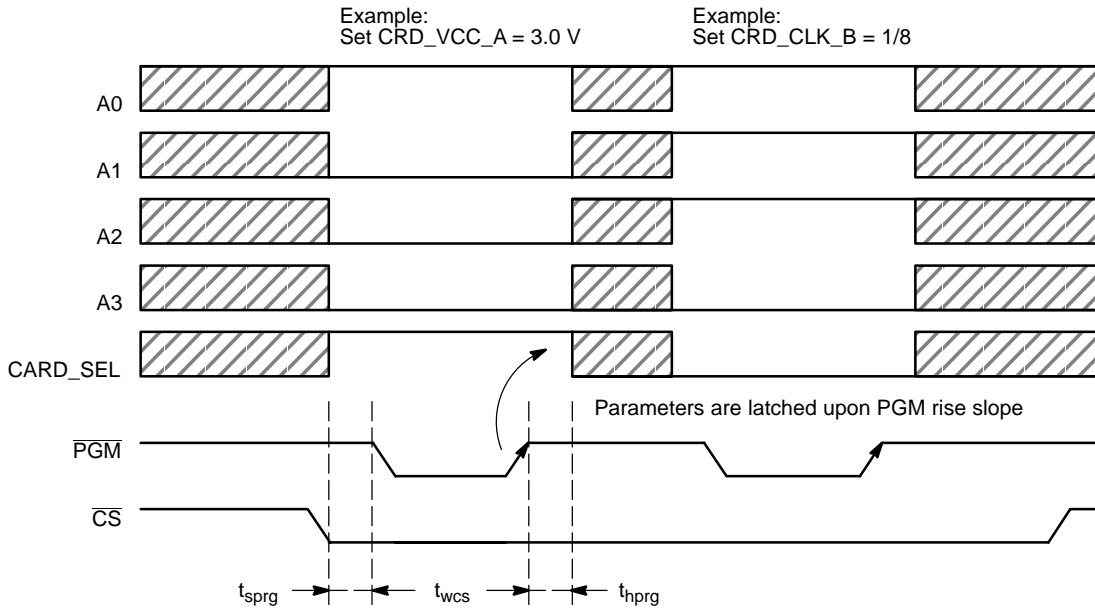 Example:
Set CRD_VCC_A = 3.0 V
Example:
Set CRD_CLK_B = 1/8
A0
A1
A2
A3
CARD_SEL
Parameters are latched upon PGM rise slope
PGM
CS
tsprg
twcs
thprg